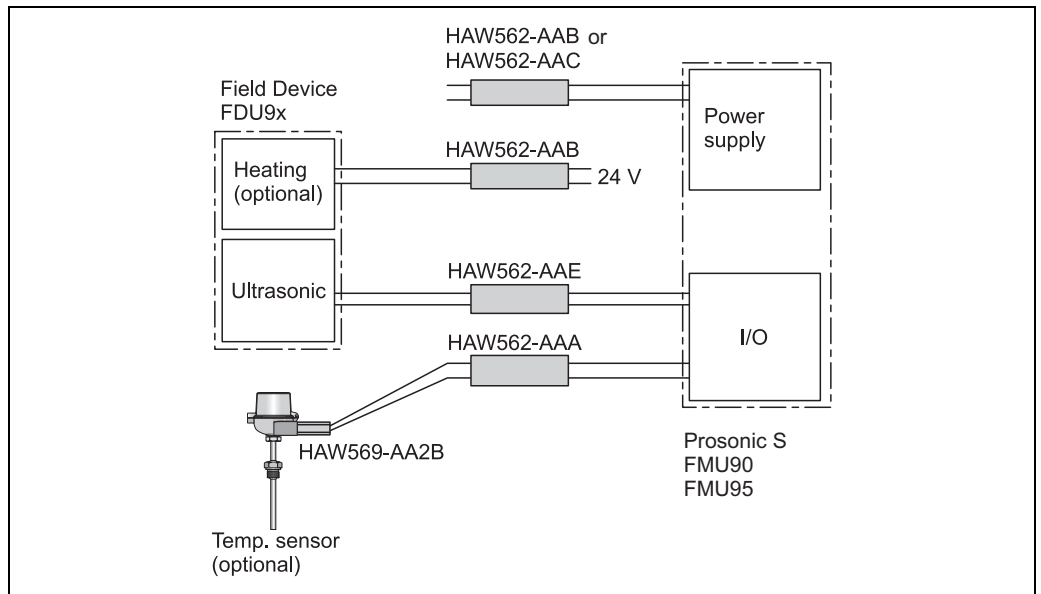 HAW562-AAB or
HAW562-AAC
Field Device
FDU9x
Power
supply
HAW562-AAB
Heating
(optional)
24 V
HAW562-AAE
Ultrasonic
I/O
HAW562-AAA
HAW569-AA2B
Prosonic S
FMU90
FMU95
Temp. sensor
(optional)